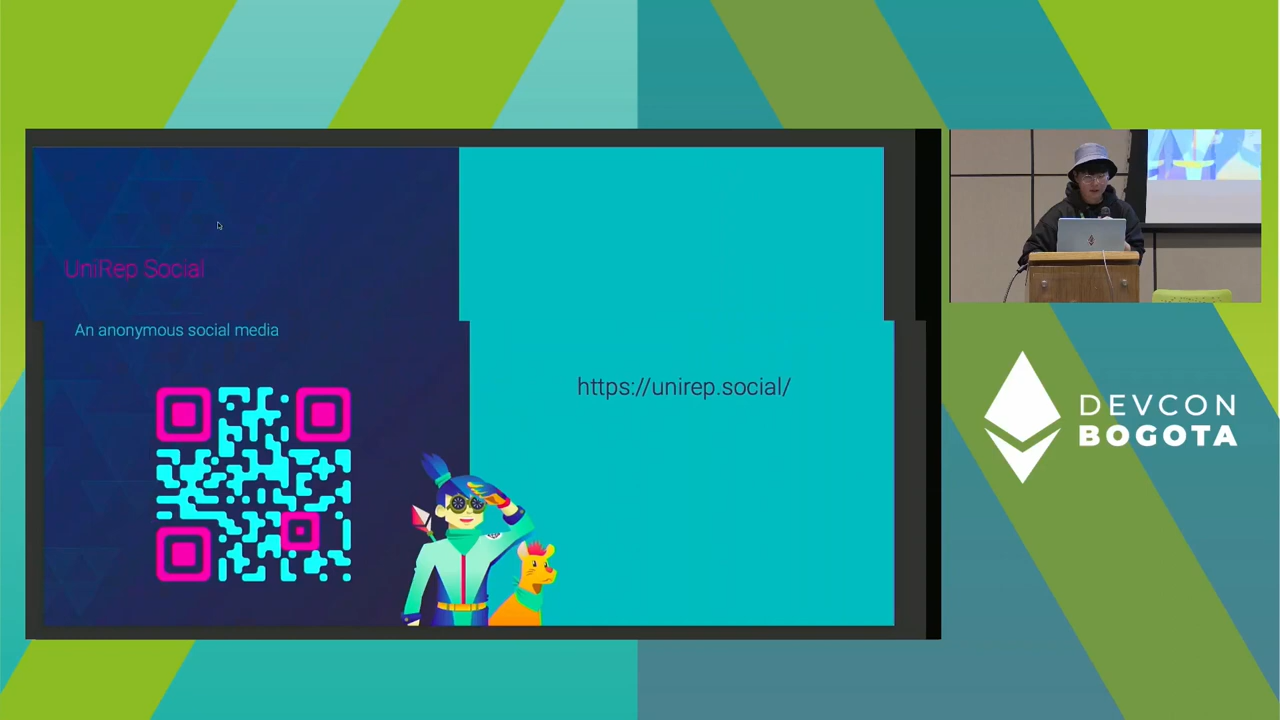 UniRep Social
An anonymous social media
https://unirep.social/
DEVCON
BOGOTA